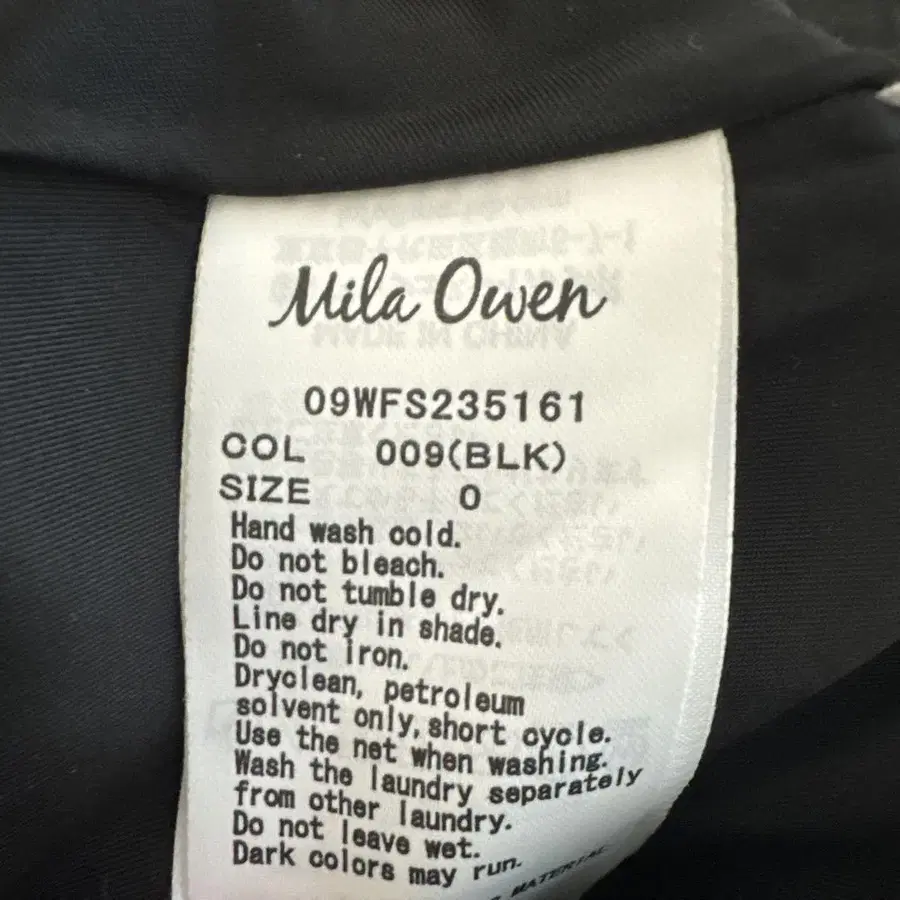 Mila Owen
09WFS235161
COL 009(BLK)
SIZE 0
Hand wash cold.
Do not bleach.
Do not tumble dry.
Line dry in shade.
Do not iron.
Dryclean, petroleum
solvent only, short cycle.
Use the net when washing.
Wash the laundry separately
from other laundry.
Do not leave wet.
Dark colors may run.
MATERIAL